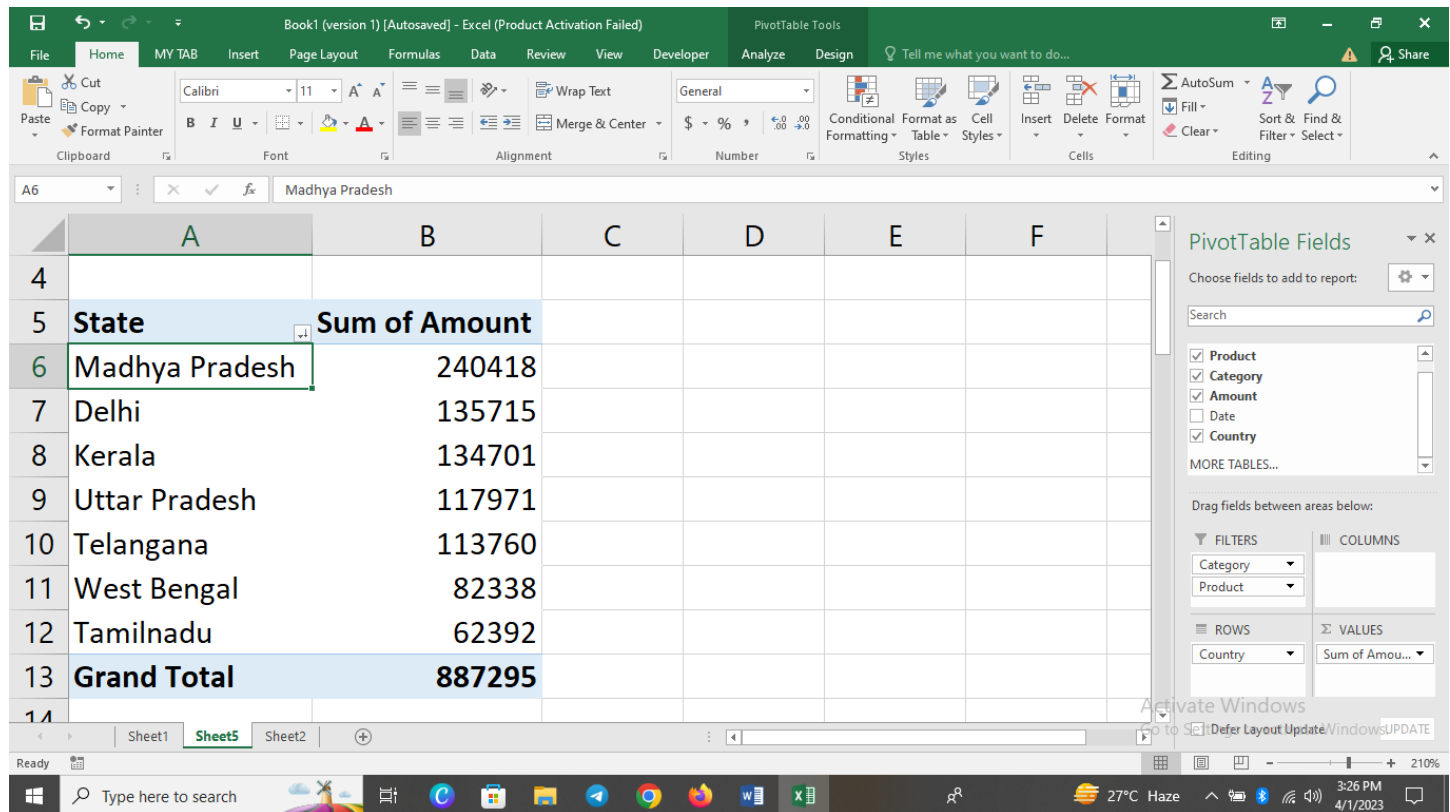 Book1 (version 1) [Autosaved] - Excel (Product Activation Failed) PivotTable Tools
File Home MY TAB Insert Page Layout Formulas Data Review View Developer Analyze Design Tell me what you want to do... Share
Cut
Copy
Format Painter
Paste
Clipboard
Calibri 11
B I U
Font
Wrap Text
Merge & Center
Alignment
General
$ % ,
Number
Conditional Formatting
Format as Table
Cell Styles
Styles
Insert Delete Format
Cells
AutoSum
Fill
Clear
Sort & Filter
Find & Select
Editing
A6 fx Madhya Pradesh
A B C D E F
4
5 State Sum of Amount
6 Madhya Pradesh 240418
7 Delhi 135715
8 Kerala 134701
9 Uttar Pradesh 117971
10 Telangana 113760
11 West Bengal 82338
12 Tamilnadu 62392
13 Grand Total 887295
14
PivotTable Fields
Choose fields to add to report:
Search
Product
Category
Amount
Date
Country
MORE TABLES...
Drag fields between areas below:
FILTERS COLUMNS
Category
Product
ROWS Σ VALUES
Country Sum of Amou...
Activate Windows
Go to Settings to activate Windows.
Defer Layout Update UPDATE
Sheet1 Sheet5 Sheet2
Ready 210%
Type here to search 27°C Haze 3:26 PM
4/1/2023